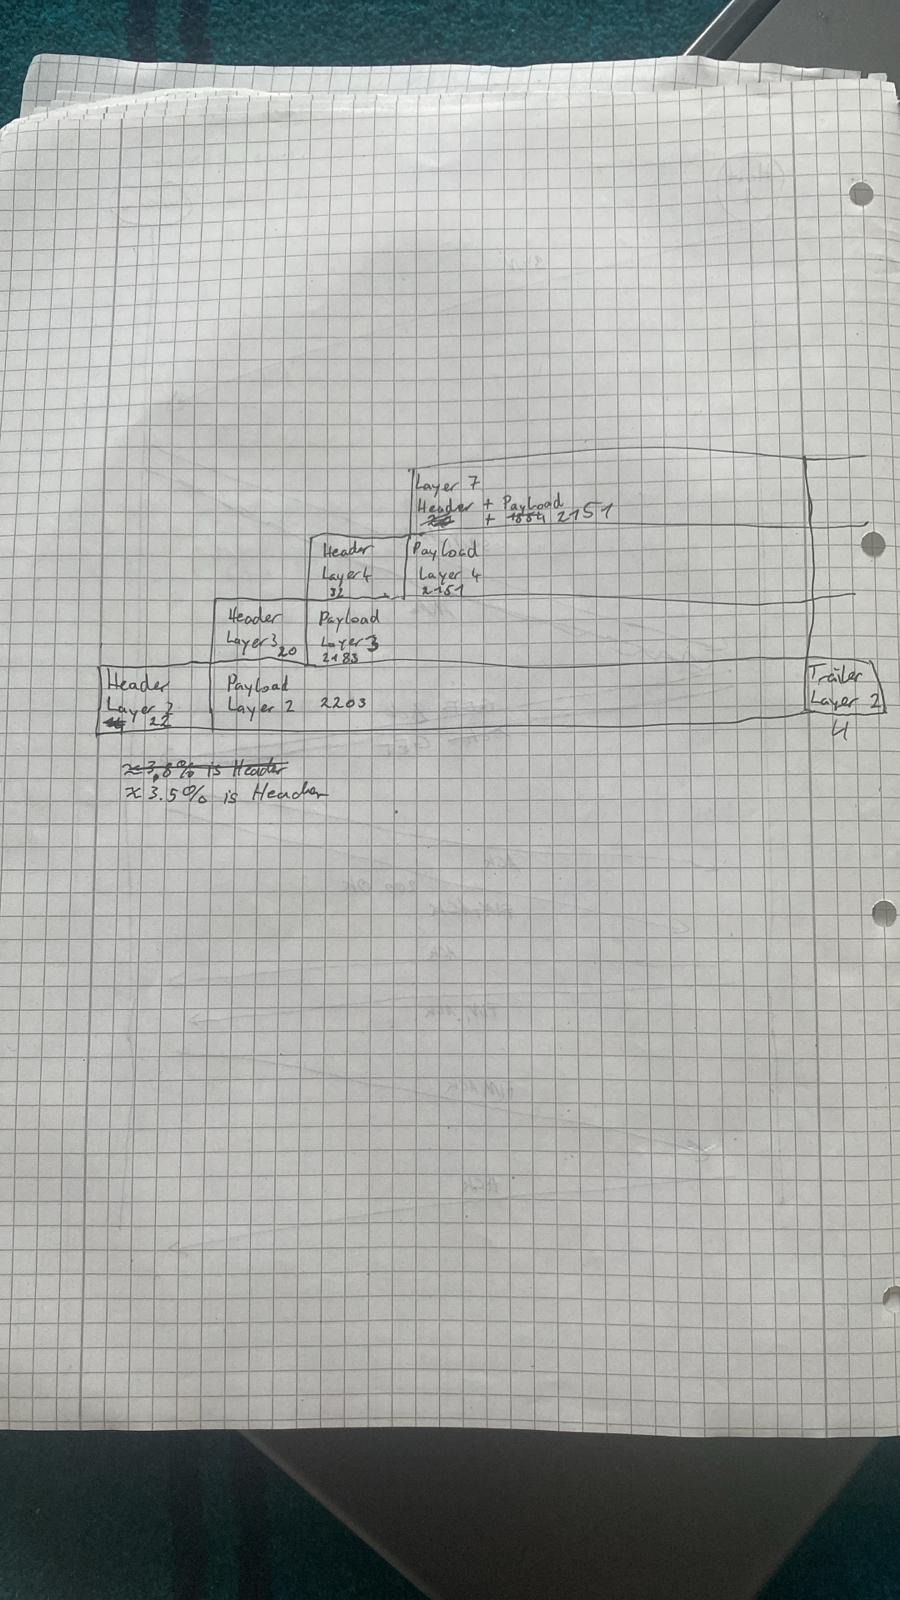 Layer 7
Header + Payload
+ 1884 2151
Header
Layer 4
32
Payload
Layer 4
2151
Header
Layer 3 20
Payload
Layer 3
2183
Header
Layer 2
22
Payload
Layer 2 2203
Trailer
Layer 2
4
≈3,8% is Header
≈ 3.5% is Header